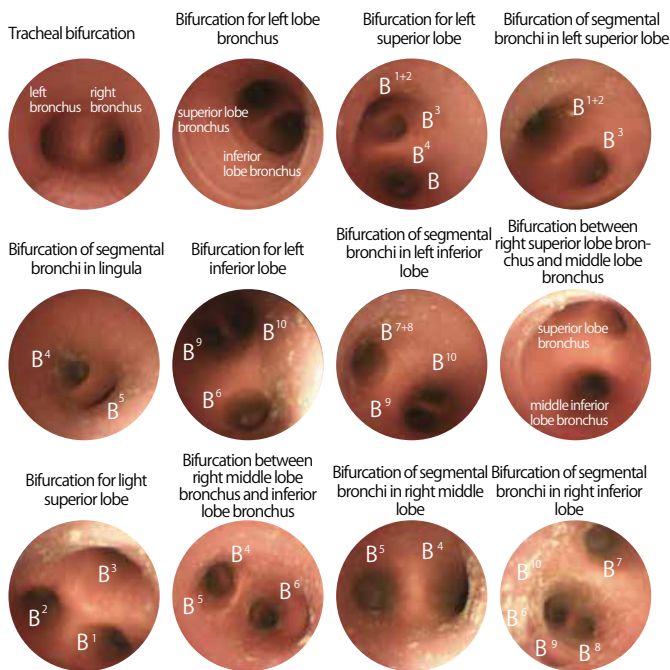 Tracheal bifurcation
left
bronchus
right
bronchus
Bifurcation for left lobe
bronchus
superior lobe
bronchus
inferior
lobe bronchus
Bifurcation for left
superior lobe
B1+2
B3
B4
B
Bifurcation of segmental
bronchi in left superior lobe
B1+2
B3
Bifurcation of segmental
bronchi in lingula
B4
B5
Bifurcation for left
inferior lobe
B9
B10
B6
Bifurcation of segmental
bronchi in left inferior
lobe
B7+8
B10
B9
Bifurcation between
right superior lobe bron-
chus and middle lobe
bronchus
superior lobe
bronchus
middle inferior
lobe bronchus
Bifurcation for light
superior lobe
B3
B2
B1
Bifurcation between
right middle lobe
bronchus and inferior
lobe bronchus
B4
B5
B6
Bifurcation of segmental
bronchi in right middle
lobe
B5
B4
Bifurcation of segmental
bronchi in right inferior
lobe
B10
B7
B6
B9
B8